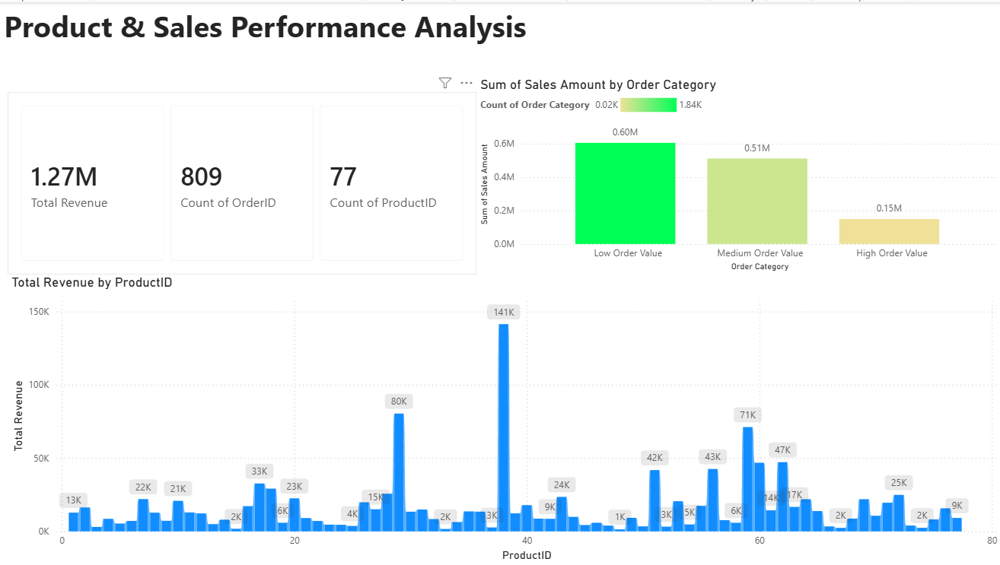 Product & Sales Performance Analysis
1.27M
Total Revenue
809
Count of OrderID
77
Count of ProductID
Sum of Sales Amount by Order Category
Count of Order Category 0.02K 1.84K
Sum of Sales Amount
0.6M
0.4M
0.2M
0.0M
0.60M
0.51M
0.15M
Low Order Value
Medium Order Value
High Order Value
Order Category
Total Revenue by ProductID
Total Revenue
150K
100K
50K
0K
13K
22K
21K
2K
33K
6K
23K
4K
15K
80K
2K
3K
141K
9K
24K
1K
42K
3K
5K
43K
6K
71K
14K
47K
17K
2K
25K
2K
9K
0
20
40
60
80
ProductID